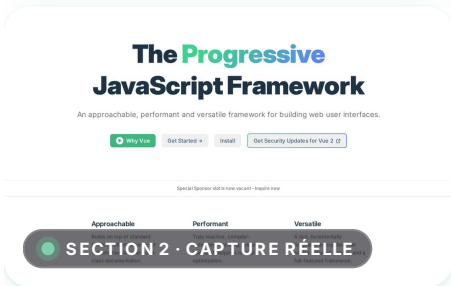 The Progressive
JavaScript Framework
An approachable, performant and versatile framework for building web user interfaces.
Why Vue Get Started → Install Get Security Updates for Vue 2
Special Sponsor slot is now vacant - Inquire now
Approachable Performant Versatile
SECTION 2 · CAPTURE RÉELLE